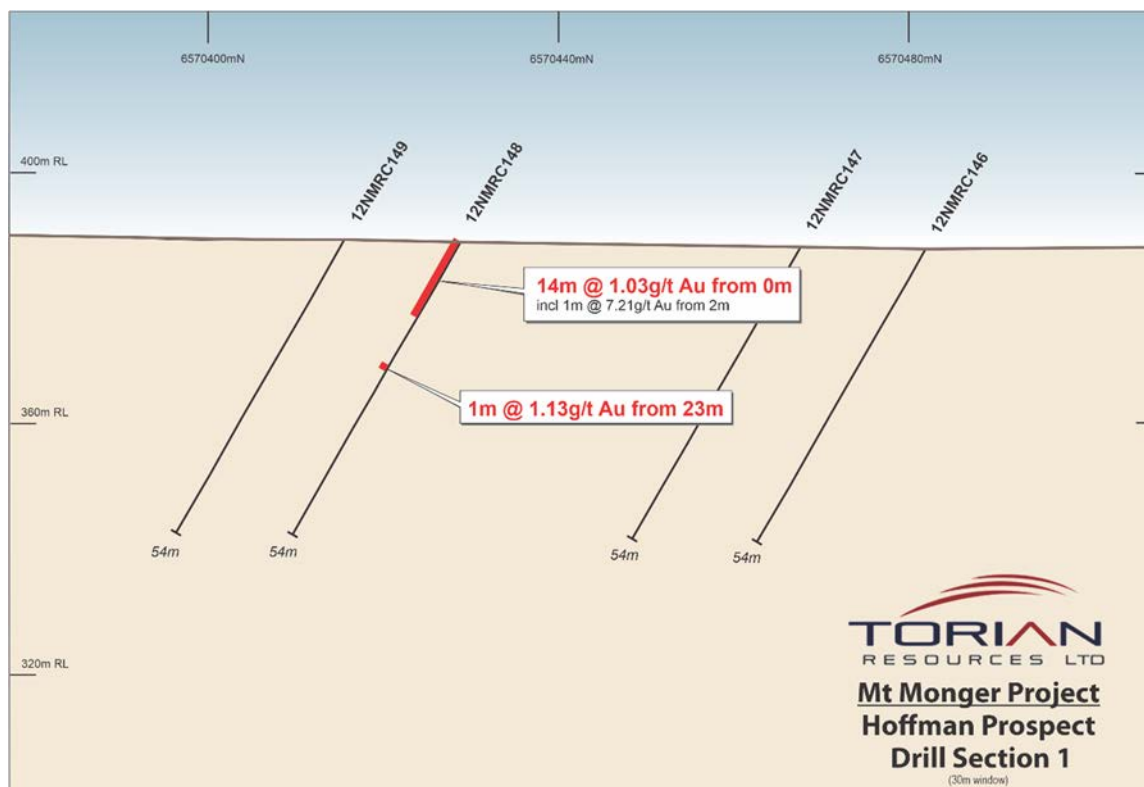 6570400mN
6570440mN
6570480mN
400m RL
12NMRC149
12NMRC148
12NMRC147
12NMRC146
14m @ 1.03g/t Au from 0m
incl 1m @ 7.21g/t Au from 2m
1m @ 1.13g/t Au from 23m
360m RL
54m
54m
54m
54m
320m RL
TORIAN
RESOURCES LTD
Mt Monger Project
Hoffman Prospect
Drill Section 1
(30m window)